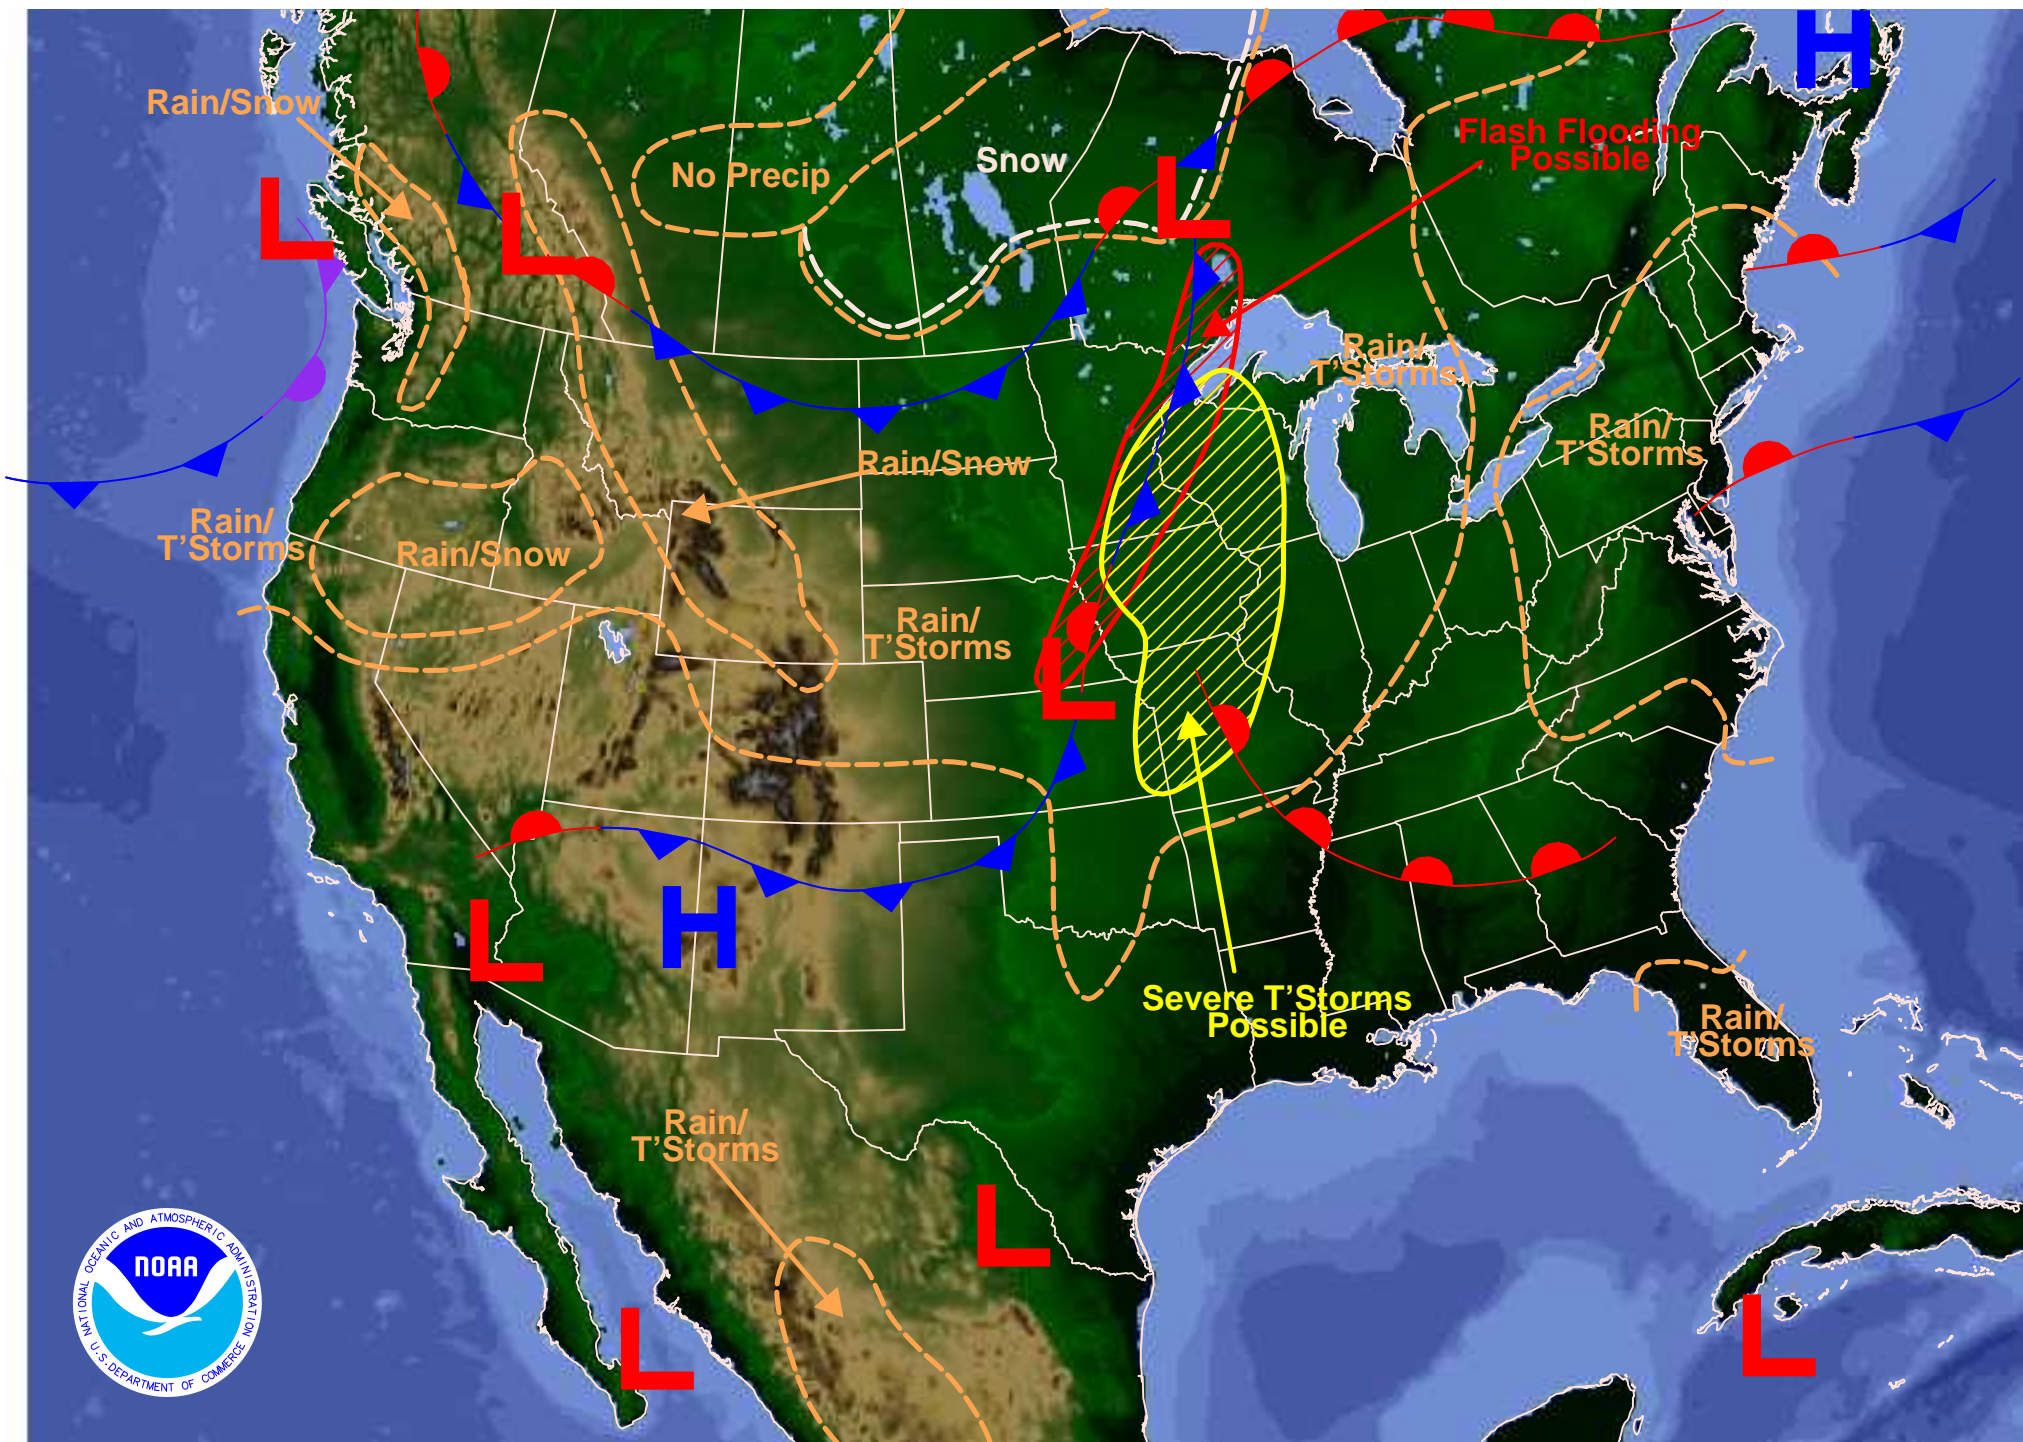 H
Rain/Snow
Flash Flooding
Possible
Snow
No Precip
L
L
L
Rain/
T'Storms
Rain/
T'Storms
Rain/Snow
Rain/
T'Storms
Rain/Snow
Rain/
T'Storms
L
H
L
Severe T'Storms
Possible
Rain/
T'Storms
Rain/
T'Storms
L
L
L
NATIONAL OCEANIC AND ATMOSPHERIC ADMINISTRATION
NOAA
U.S. DEPARTMENT OF COMMERCE